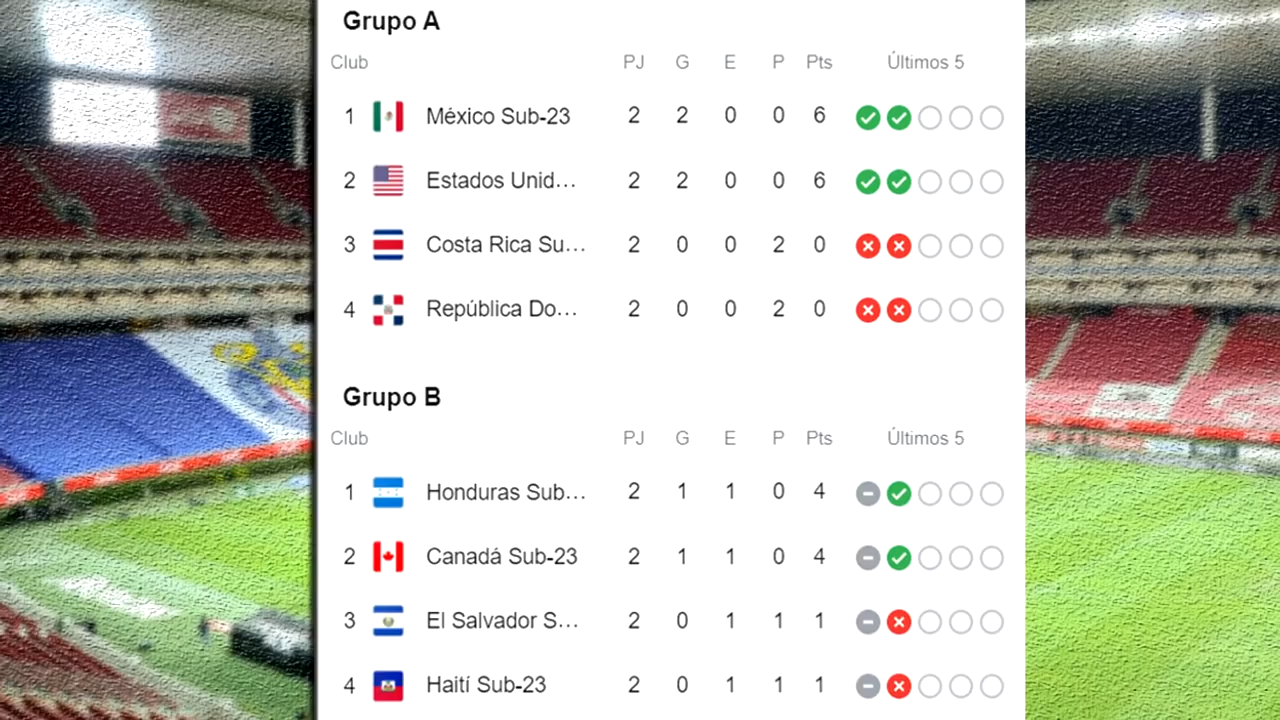 Grupo A
Club PJ G E P Pts Últimos 5
1 México Sub-23 2 2 0 0 6
2 Estados Unid... 2 2 0 0 6
3 Costa Rica Su... 2 0 0 2 0
4 República Do... 2 0 0 2 0
Grupo B
Club PJ G E P Pts Últimos 5
1 Honduras Sub... 2 1 1 0 4
2 Canadá Sub-23 2 1 1 0 4
3 El Salvador S... 2 0 1 1 1
4 Haití Sub-23 2 0 1 1 1